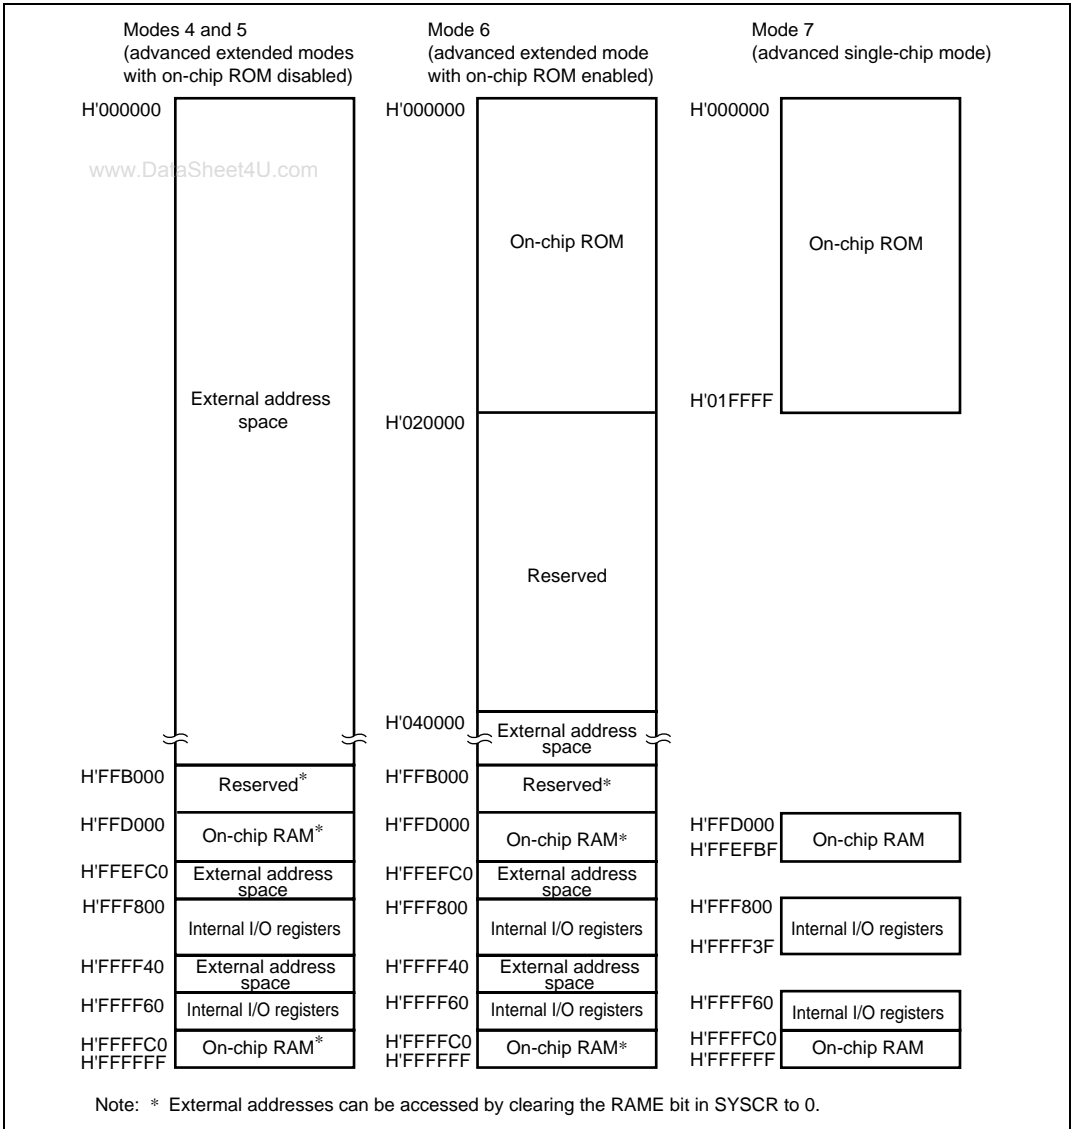 Modes 4 and 5
(advanced extended modes
with on-chip ROM disabled)
H'000000
External address
space
H'FFB000
Reserved*
H'FFD000
On-chip RAM*
H'FFEFC0
External address
space
H'FFF800
Internal I/O registers
H'FFFF40
External address
space
H'FFFF60
Internal I/O registers
H'FFFFC0
On-chip RAM*
H'FFFFFF
Mode 6
(advanced extended mode
with on-chip ROM enabled)
H'000000
On-chip ROM
H'020000
Reserved
H'040000
External address
space
H'FFB000
Reserved*
H'FFD000
On-chip RAM*
H'FFEFC0
External address
space
H'FFF800
Internal I/O registers
H'FFFF40
External address
space
H'FFFF60
Internal I/O registers
H'FFFFC0
On-chip RAM*
H'FFFFFF
Mode 7
(advanced single-chip mode)
H'000000
On-chip ROM
H'01FFFF
H'FFD000
On-chip RAM
H'FFEFBF
H'FFF800
Internal I/O registers
H'FFFF3F
H'FFFF60
Internal I/O registers
H'FFFFC0
On-chip RAM
H'FFFFFF
www.DataSheet4U.com
Note: * Extermal addresses can be accessed by clearing the RAME bit in SYSCR to 0.